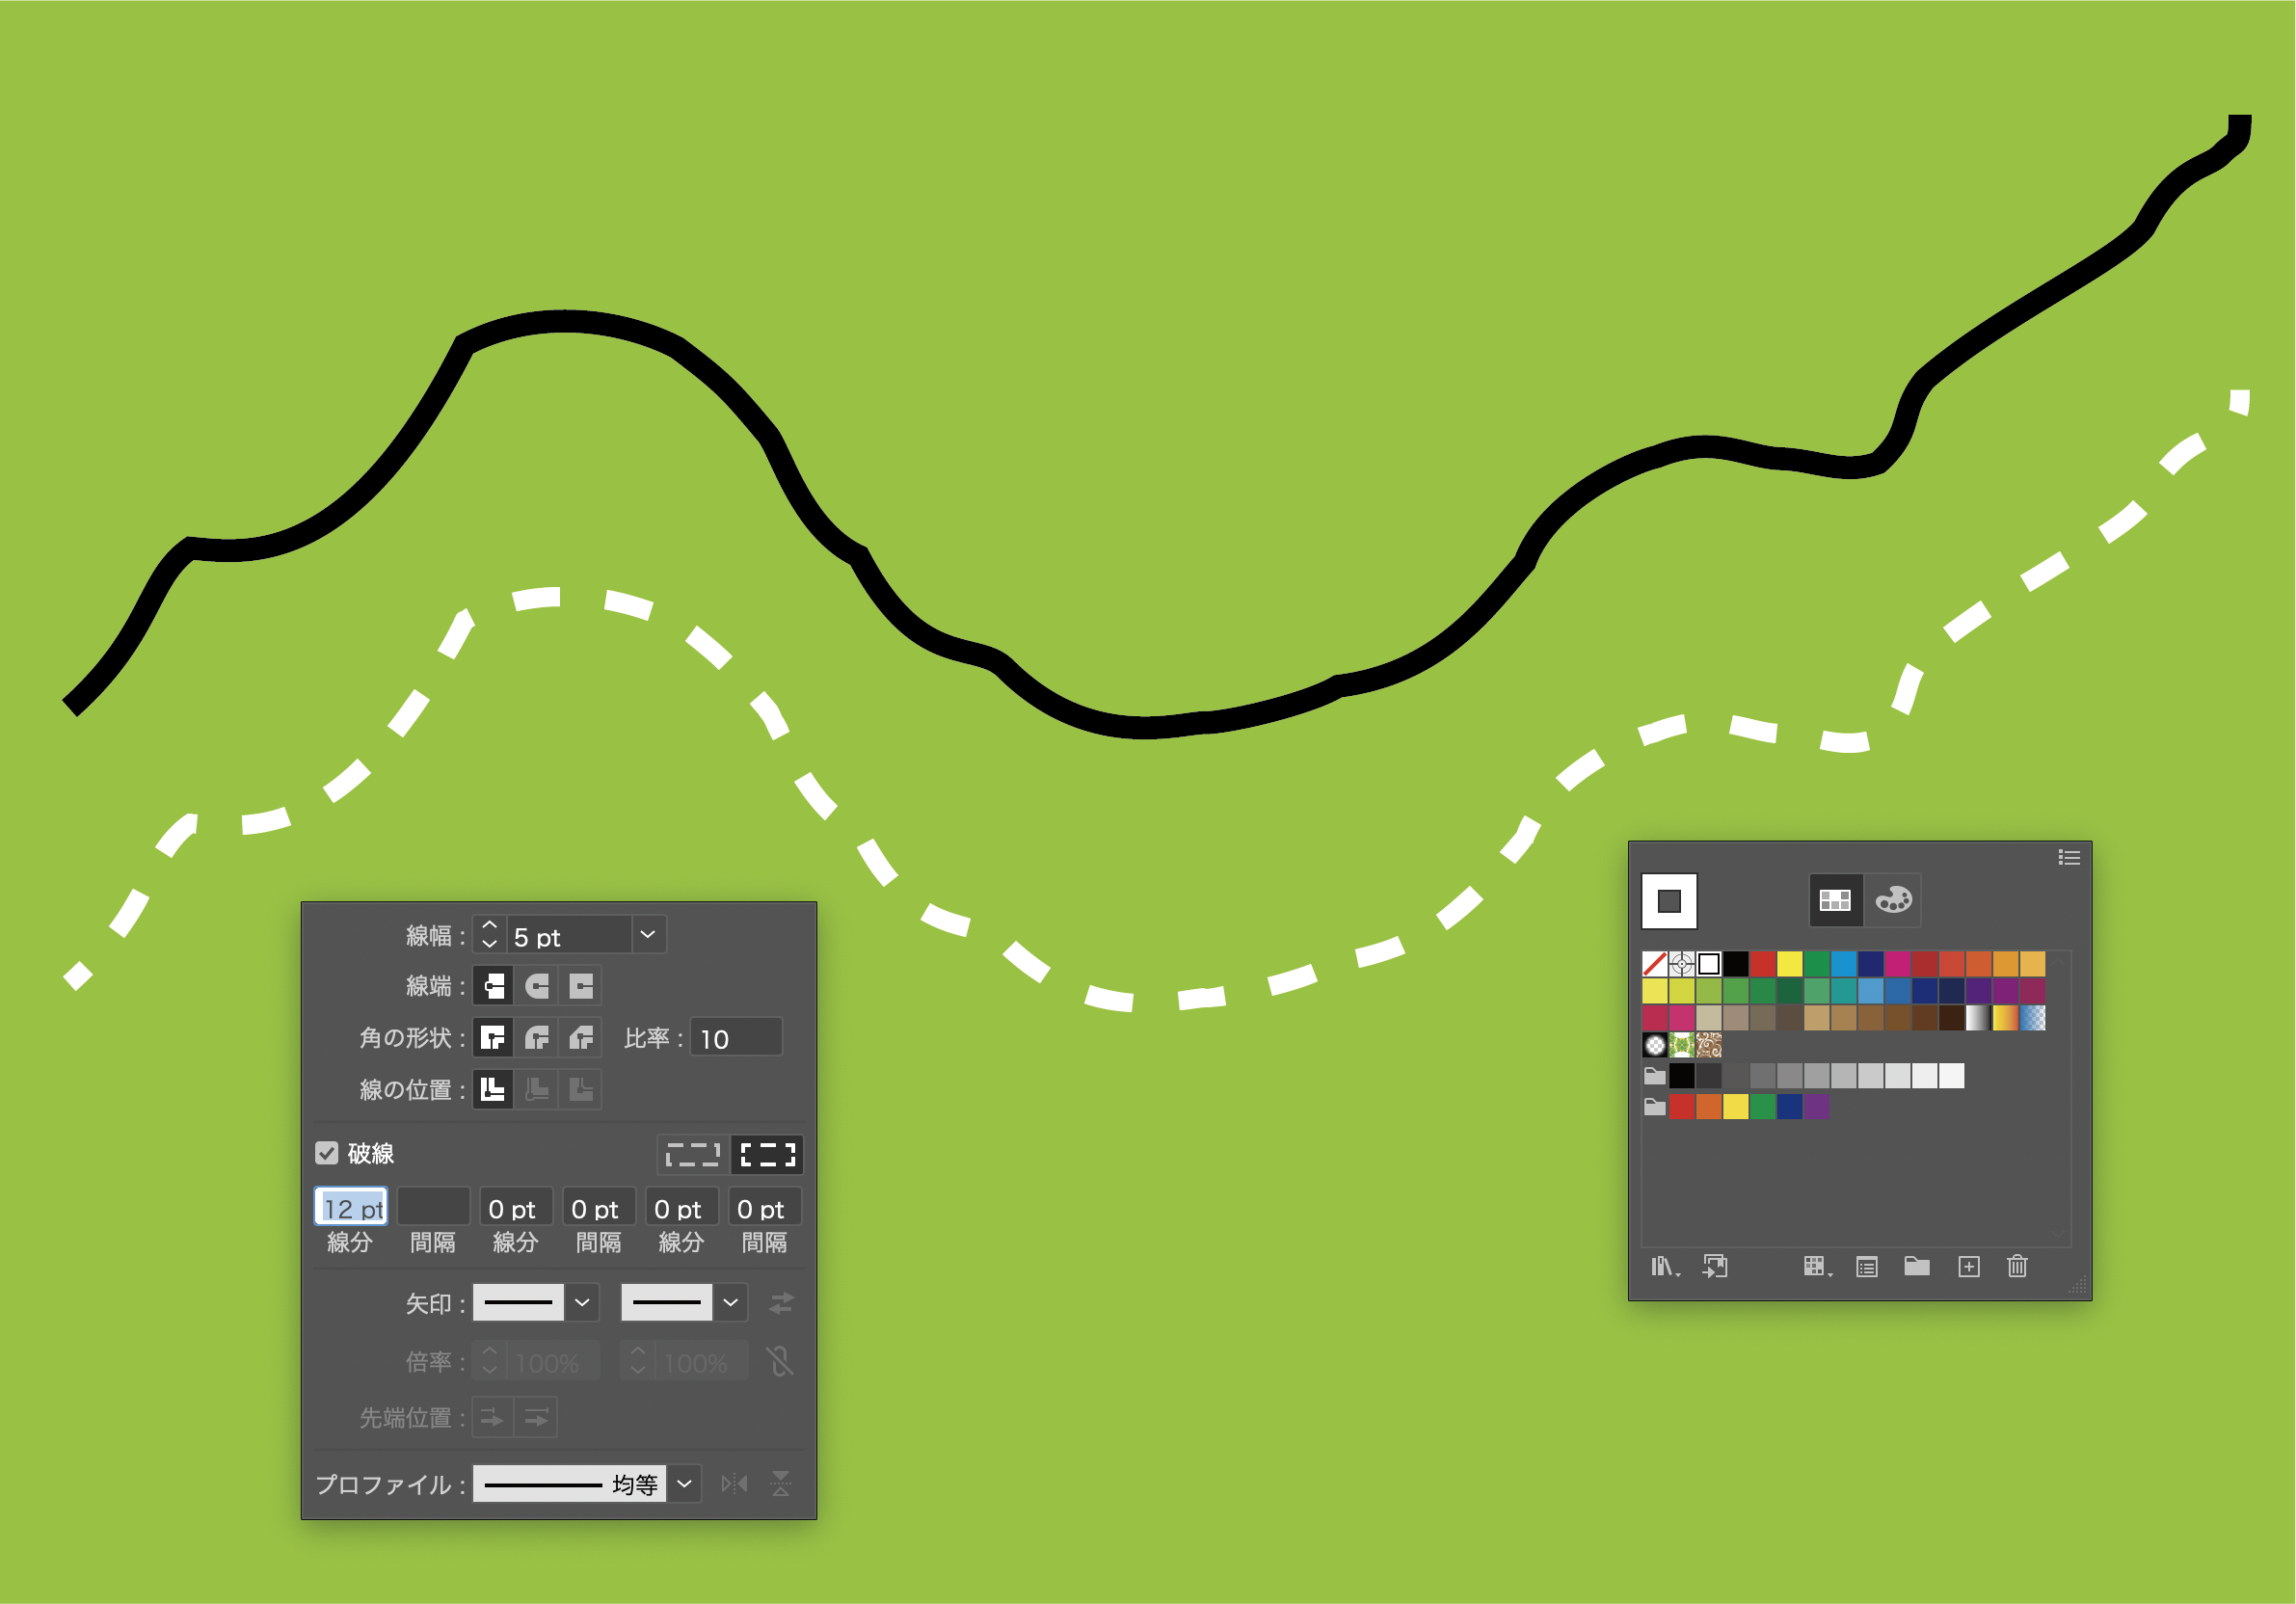 線幅 : 5 pt
線端 :
角の形状 : 比率 : 10
線の位置 :
破線
12 pt 0 pt 0 pt 0 pt 0 pt
線分 間隔 線分 間隔 線分 間隔
矢印 :
倍率 : 100% 100%
先端位置 :
プロファイル : 均等